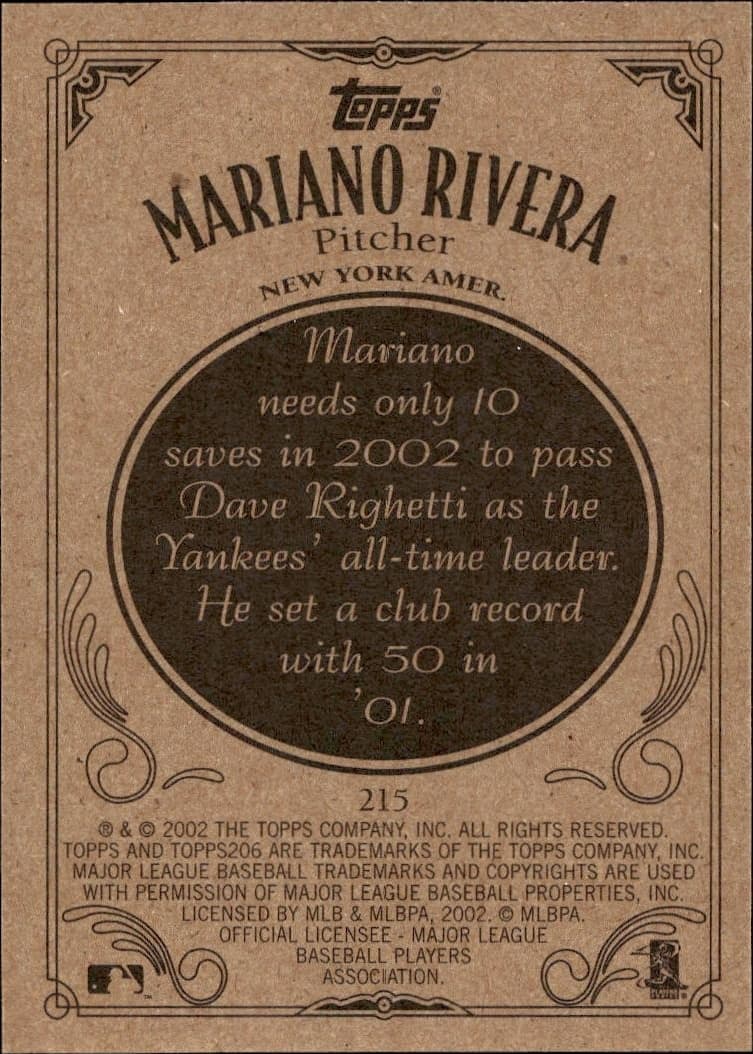 Topps®
MARIANO RIVERA
Pitcher
NEW YORK AMER.
Mariano
needs only 10
saves in 2002 to pass
Dave Righetti as the
Yankees' all-time leader.
He set a club record
with 50 in
'01.
215
® & © 2002 THE TOPPS COMPANY, INC. ALL RIGHTS RESERVED.
TOPPS AND TOPPS206 ARE TRADEMARKS OF THE TOPPS COMPANY, INC.
MAJOR LEAGUE BASEBALL TRADEMARKS AND COPYRIGHTS ARE USED
WITH PERMISSION OF MAJOR LEAGUE BASEBALL PROPERTIES, INC.
LICENSED BY MLB & MLBPA, 2002. © MLBPA.
OFFICIAL LICENSEE - MAJOR LEAGUE
BASEBALL PLAYERS
ASSOCIATION.
TM